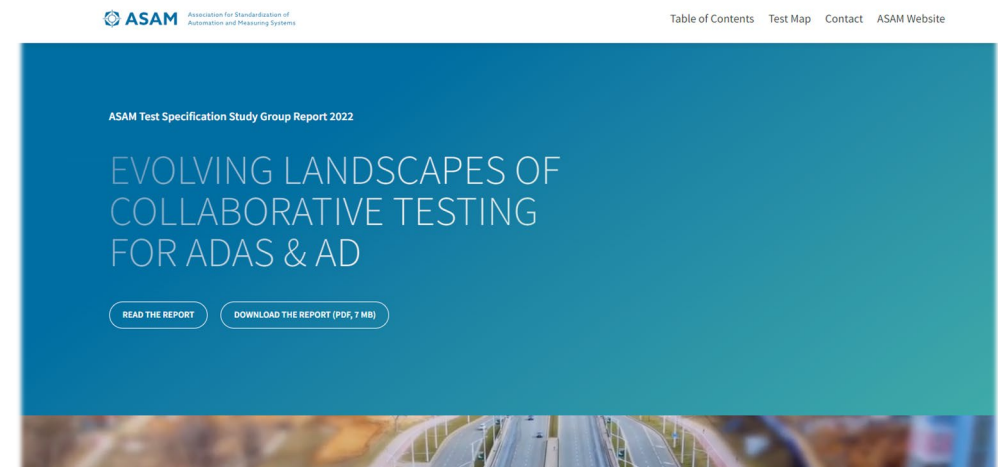 ASAM
Association for Standardization of
Automation and Measuring Systems
Table of Contents Test Map Contact ASAM Website
ASAM Test Specification Study Group Report 2022
EVOLVING LANDSCAPES OF
COLLABORATIVE TESTING
FOR ADAS & AD
READ THE REPORT DOWNLOAD THE REPORT (PDF, 7 MB)